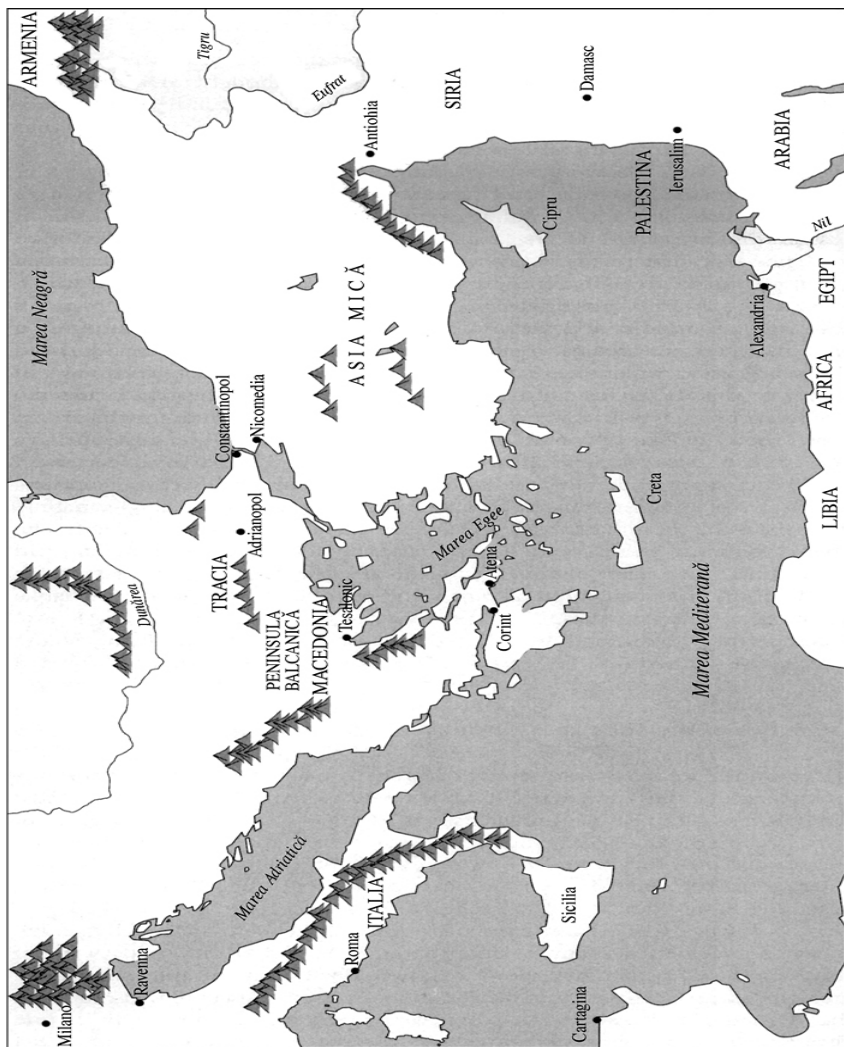 ARMENIA
Tigru
Eufrat
Marea Neagră
Antiohia
SIRIA
Damasc
Ierusalim
ARABIA
PALESTINA
Cipru
Nil
EGIPT
Alexandria
ASIA MICĂ
AFRICA
Constantinopol
Nicomedia
Creta
LIBIA
Adrianopol
Marea Egee
Atena
Corint
Dunărea
TRACIA
Tesalonic
PENINSULA
BALCANICĂ
MACEDONIA
Marea Mediterană
Marea Adriatică
ITALIA
Sicilia
Roma
Ravenna
Milano
Cartagina